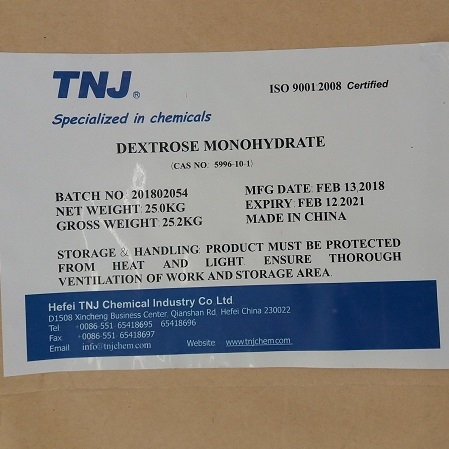 TNJ®
ISO 9001:2008 Certified
Specialized in chemicals
DEXTROSE MONOHYDRATE
(CAS NO: 5996-10-1)
BATCH NO: 201802054
NET WEIGHT: 25.0KG
GROSS WEIGHT: 25.2KG
MFG DATE: FEB 13,2018
EXPIRY: FEB 12,2021
MADE IN CHINA
STORAGE & HANDLING: PRODUCT MUST BE PROTECTED
FROM HEAT AND LIGHT. ENSURE THOROUGH
VENTILATION OF WORK AND STORAGE AREA.
Hefei TNJ Chemical Industry Co.,Ltd.
D1508 Xincheng Business Center, Qianshan Rd. Hefei China 230022
Tel: +0086-551 65418695 65418696
Fax: +0086-551 65418697
Email: info@tnjchem.com Website: www.tnjchem.com